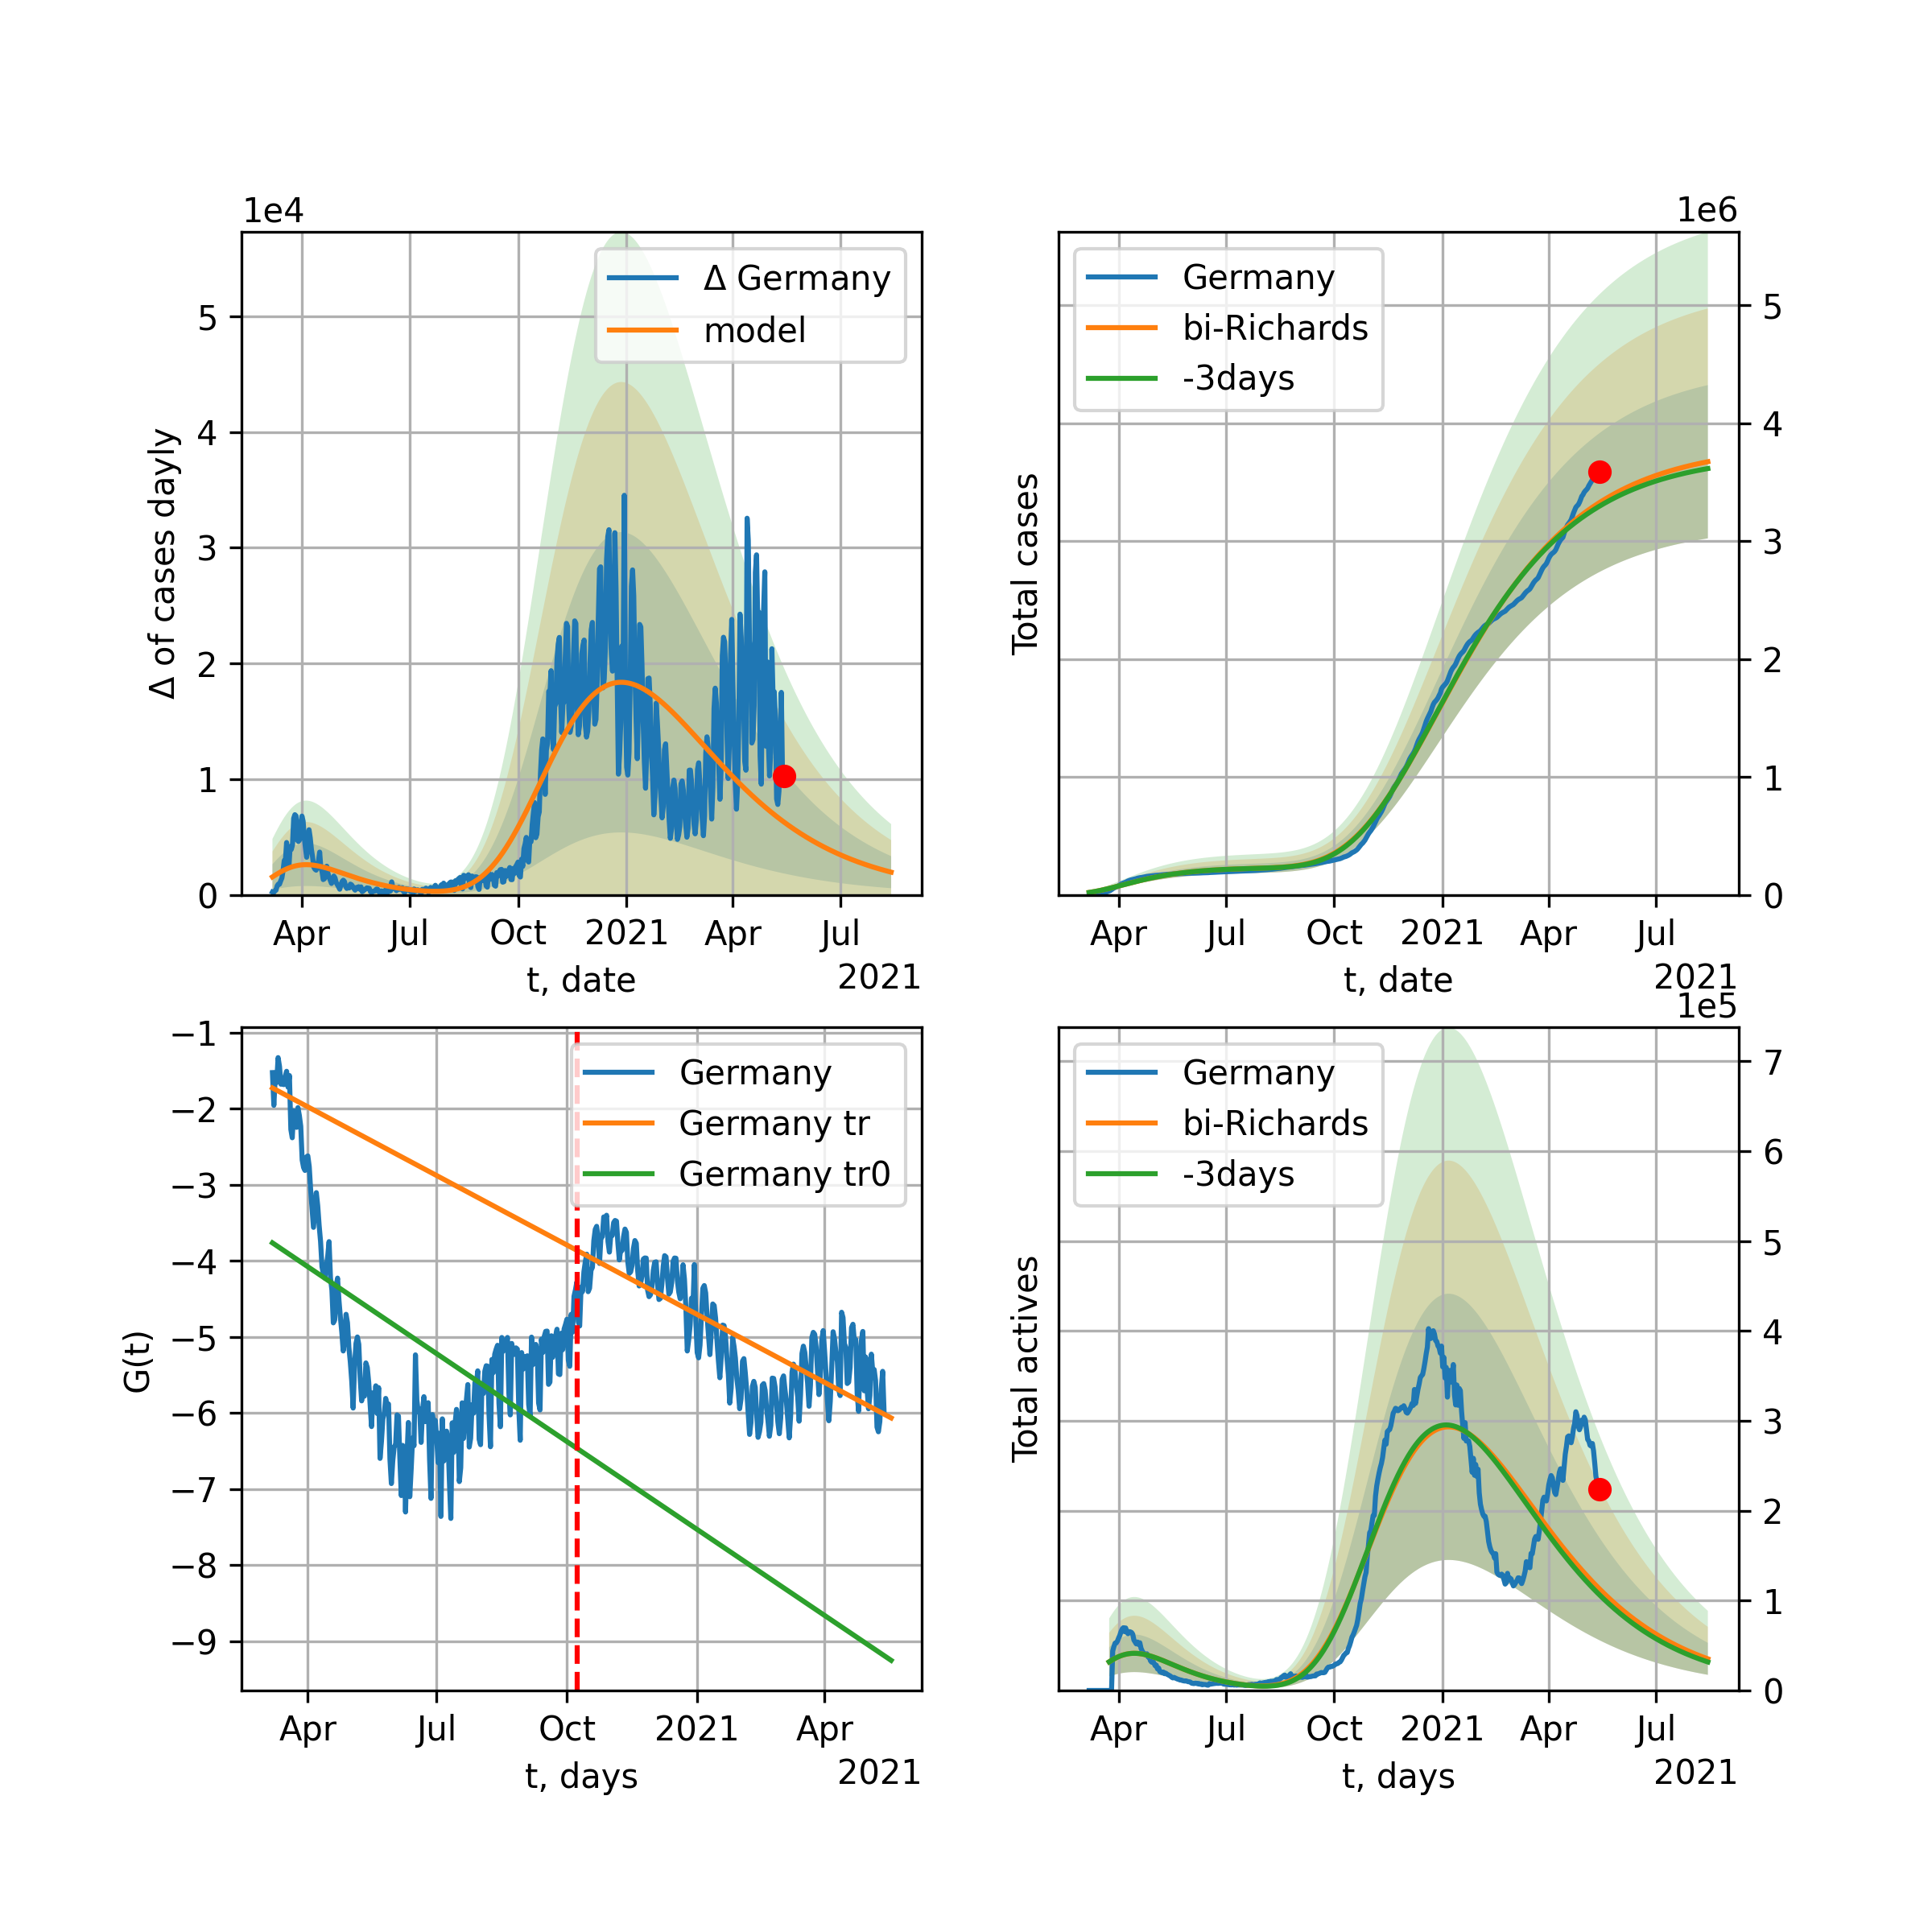 1e4
Δ Germany
model
5
4
3
2
1
0
Δ of cases dayly
Apr Jul Oct 2021 Apr Jul
t, date
2021
1e6
Germany
bi-Richards
-3days
5
4
3
2
1
0
Total cases
Apr Jul Oct 2021 Apr Jul
t, date
2021
Germany
Germany tr
Germany tr0
−1
−2
−3
−4
−5
−6
−7
−8
−9
G(t)
Apr Jul Oct 2021 Apr
t, days
2021
1e5
Germany
bi-Richards
-3days
7
6
5
4
3
2
1
0
Total actives
Apr Jul Oct 2021 Apr Jul
t, days
2021